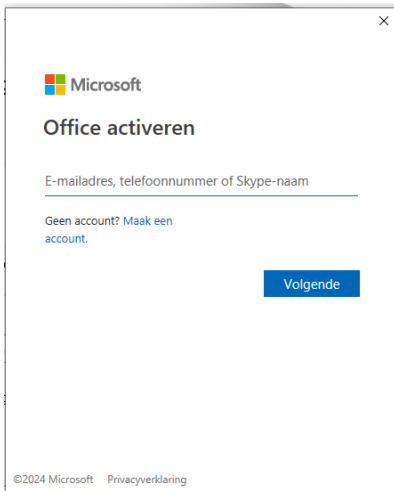 Microsoft
Office activeren
E-mailadres, telefoonnummer of Skype-naam
Geen account? Maak een
account.
Volgende
©2024 Microsoft Privacyverklaring